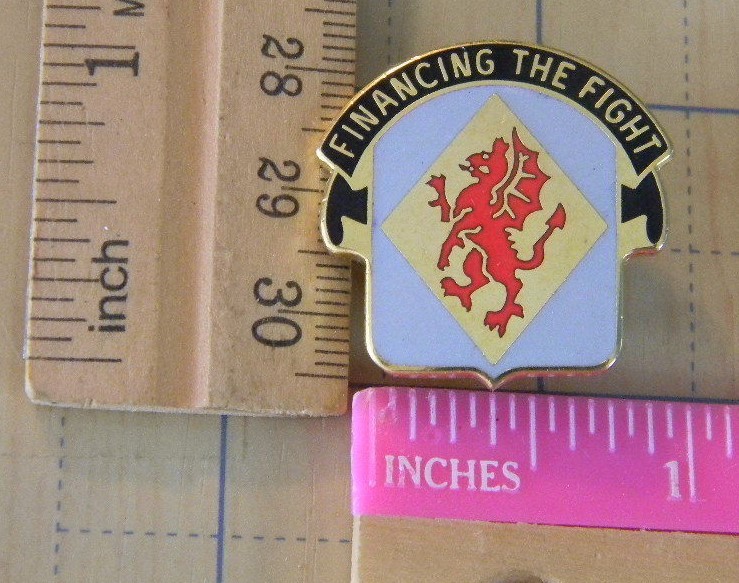 FINANCING THE FIGHT
M
1
inch
28
29
30
INCHES
1